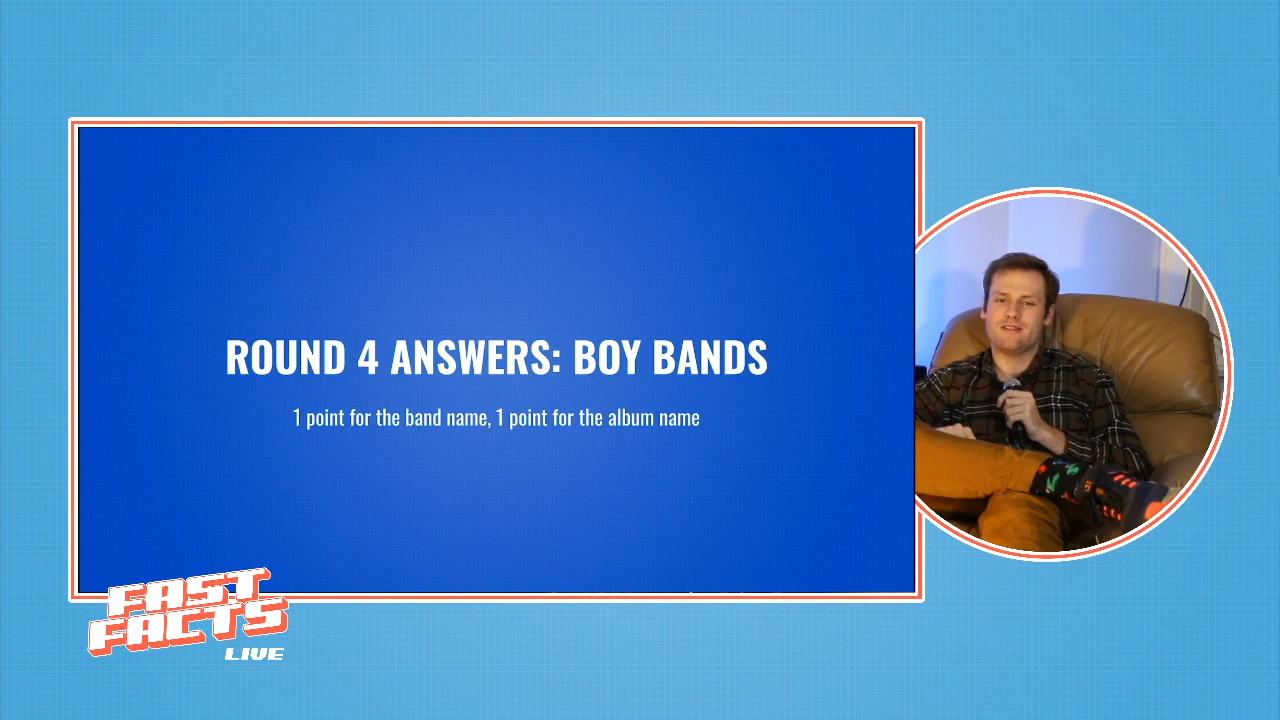 ROUND 4 ANSWERS: BOY BANDS
1 point for the band name, 1 point for the album name
FAST
FACTS
LIVE